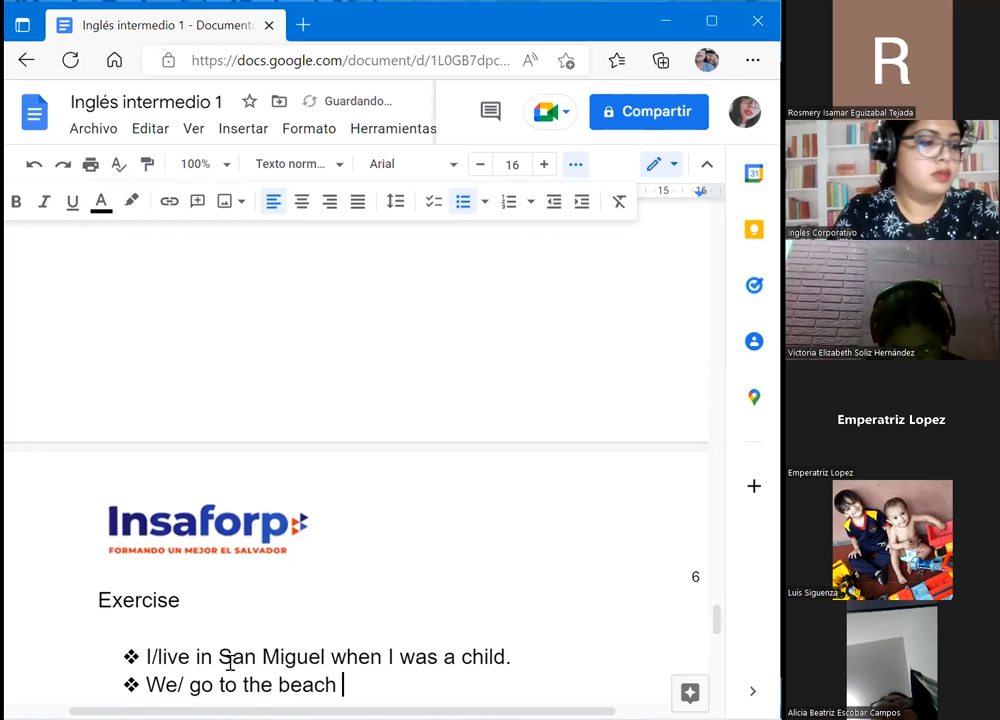 Inglés intermedio 1 - Document
https://docs.google.com/document/d/1L0GB7dpc...
Inglés intermedio 1
Guardando...
Archivo Editar Ver Insertar Formato Herramientas
Compartir
100% Texto norm... Arial 16
15 16
B I U A
31
Insaforp
FORMANDO UN MEJOR EL SALVADOR
6
Exercise
❖ I/live in San Miguel when I was a child.
❖ We/ go to the beach
R
Rosmery Isamar Eguizabal Tejada
Ingles Corporativo
Victoria Elizabeth Soliz Hernández
Emperatriz Lopez
Emperatriz Lopez
Luis Siguenza
Alicia Beatriz Escobar Campos